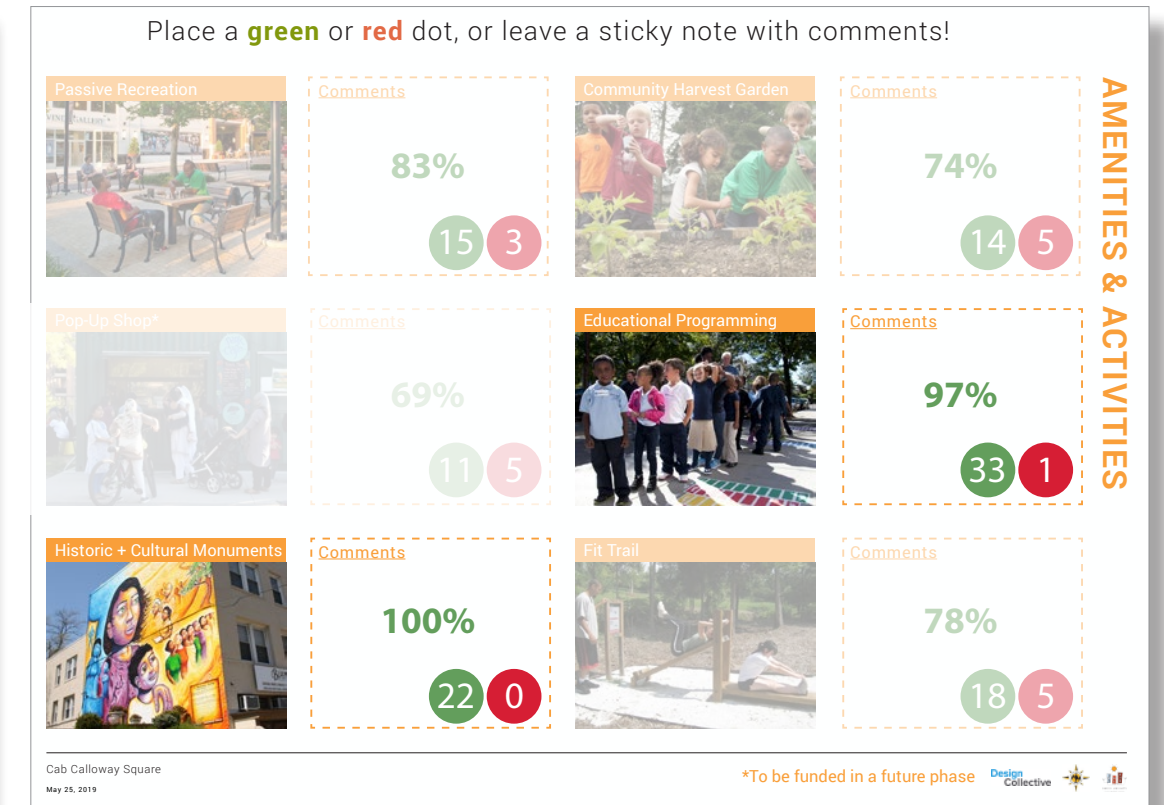 Place a green or red dot, or leave a sticky note with comments!
AMENITIES & ACTIVITIES
Passive Recreation
Comments
83%
15 3
Community Harvest Garden
Comments
74%
14 5
Pop-Up Shop*
Comments
69%
11 5
Educational Programming
Comments
97%
33 1
Historic + Cultural Monuments
Comments
100%
22 0
Fit Trail
Comments
78%
18 5
Cab Calloway Square
May 25, 2019
*To be funded in a future phase
Design
Collective